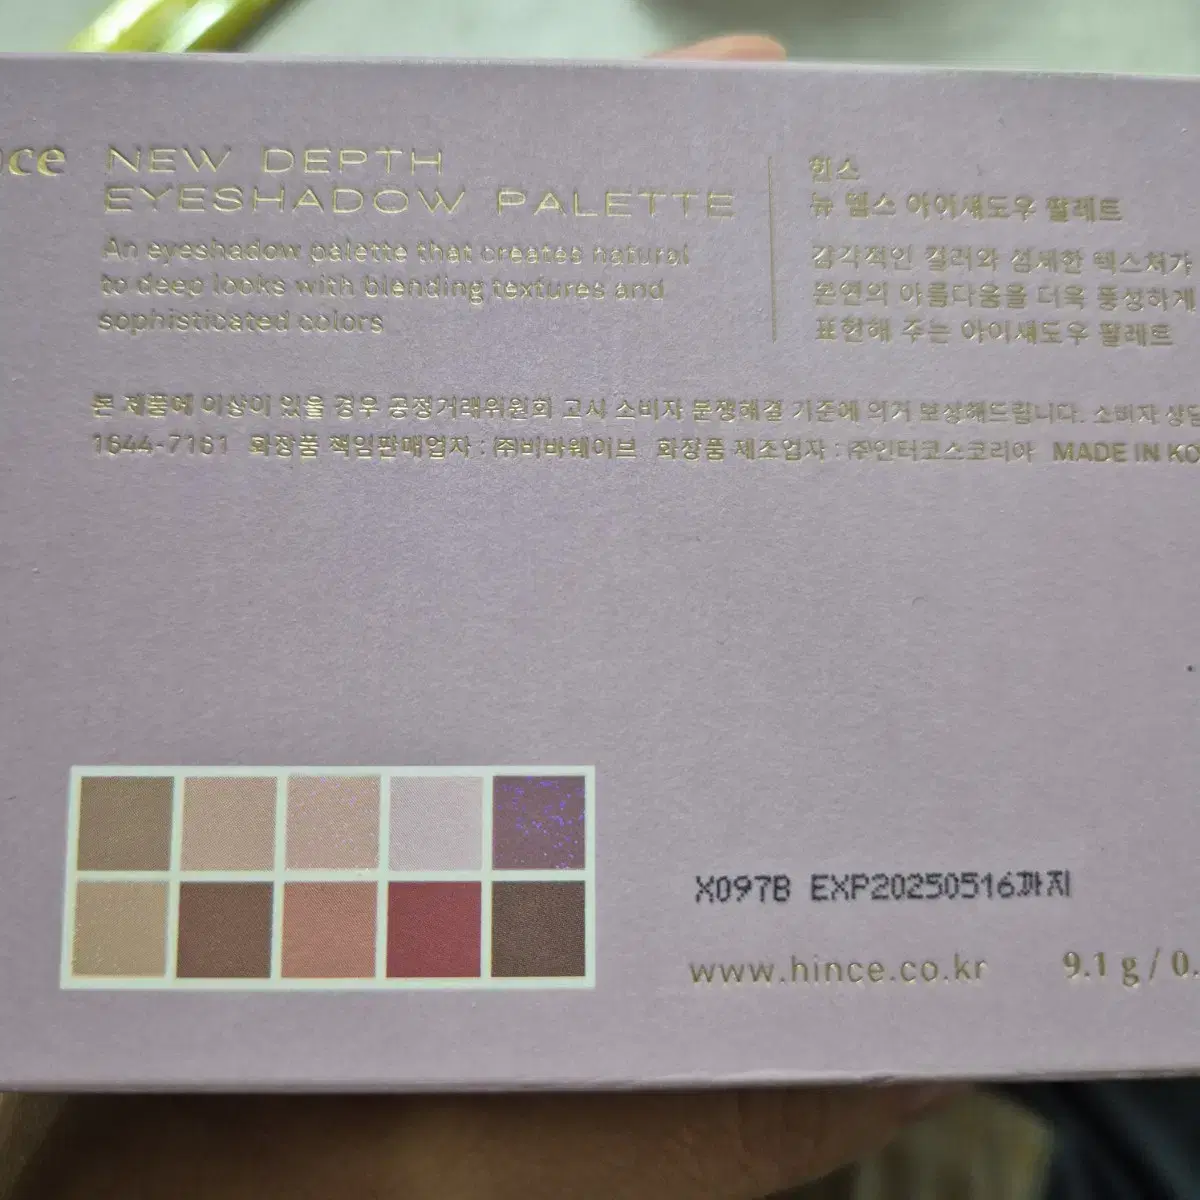 nce NEW DEPTH
EYESHADOW PALETTE
An eyeshadow palette that creates natural
to deep looks with blending textures and
sophisticated colors
힌스
뉴 뎁스 아이섀도우 팔레트
감각적인 컬러와 섬세한 텍스처가
본연의 아름다움을 더욱 풍성하게
표현해 주는 아이섀도우 팔레트
본 제품에 이상이 있을 경우 공정거래위원회 고시 소비자 분쟁해결 기준에 의거 보상해드립니다. 소비자 상담
1644-7161 화장품 책임판매업자 : ㈜비바웨이브 화장품 제조업자 : ㈜인터코스코리아 MADE IN KO
X097B EXP20250516까지
www.hince.co.kr
9.1 g / 0.